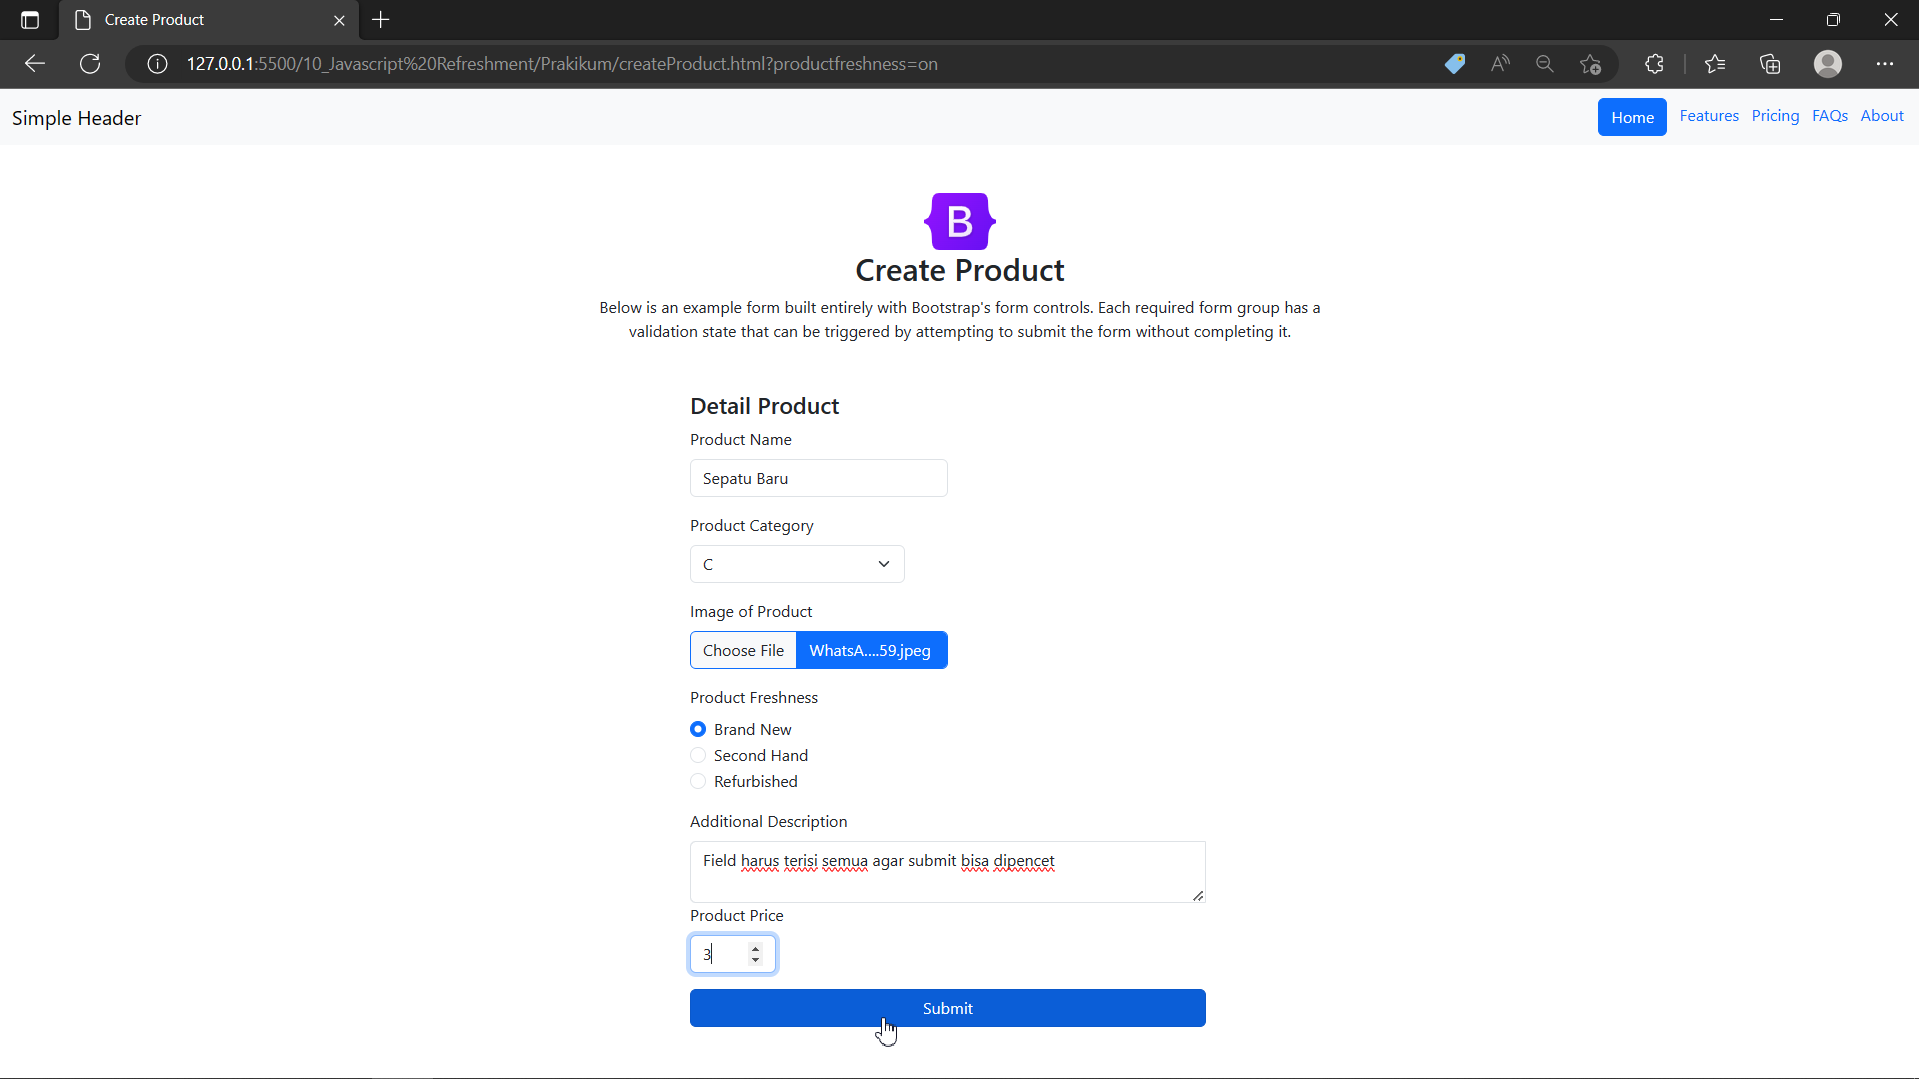 Create Product
127.0.0.1:5500/10_Javascript%20Refreshment/Prakikum/createProduct.html?productfreshness=on
Simple Header
Home Features Pricing FAQs About
B
Create Product
Below is an example form built entirely with Bootstrap's form controls. Each required form group has a
validation state that can be triggered by attempting to submit the form without completing it.
Detail Product
Product Name
Sepatu Baru
Product Category
C
Image of Product
Choose File WhatsA....59.jpeg
Product Freshness
Brand New
Second Hand
Refurbished
Additional Description
Field harus terisi semua agar submit bisa dipencet
Product Price
3
Submit